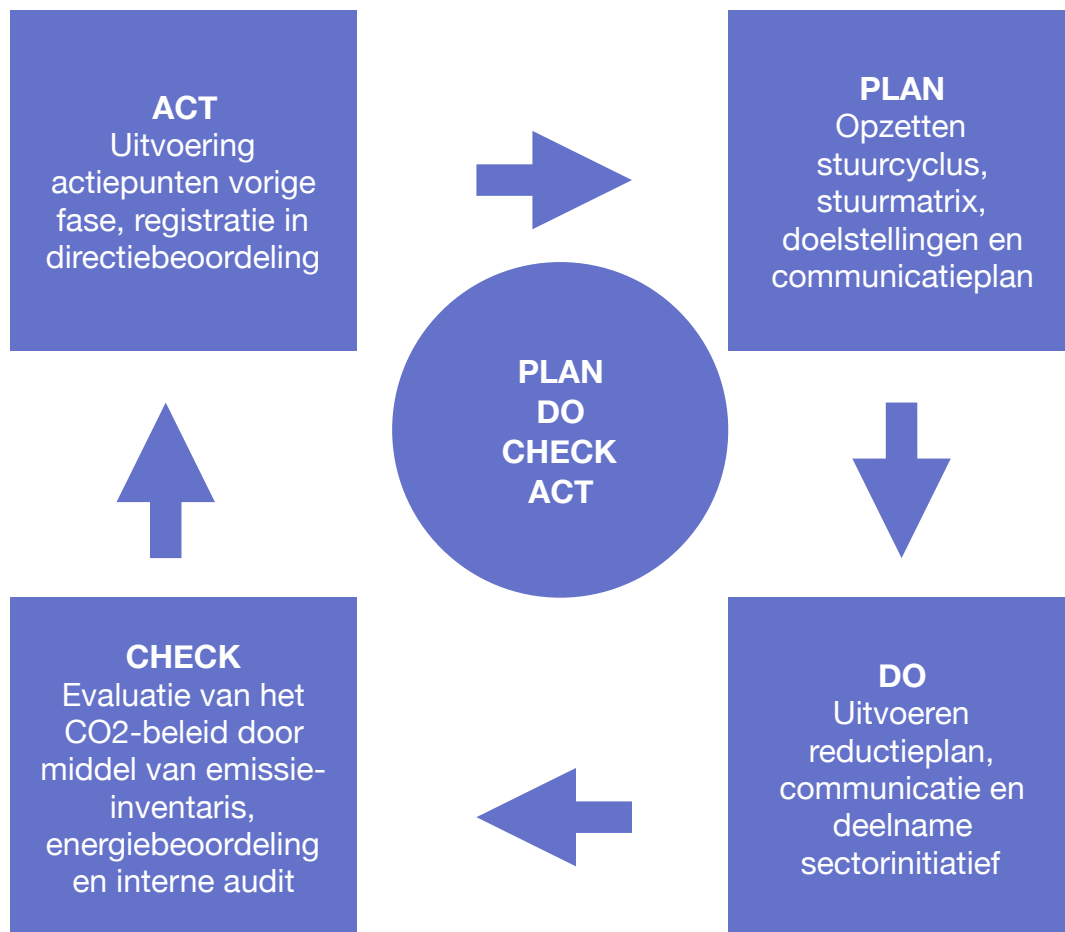 ACT
Uitvoering
actiepunten vorige
fase, registratie in
directiebeoordeling
PLAN
Opzetten
stuurcyclus,
stuurmatrix,
doelstellingen en
communicatieplan
PLAN
DO
CHECK
ACT
CHECK
Evaluatie van het
CO2-beleid door
middel van emissie-
inventaris,
energiebeoordeling
en interne audit
DO
Uitvoeren
reductieplan,
communicatie en
deelname
sectorinitiatief